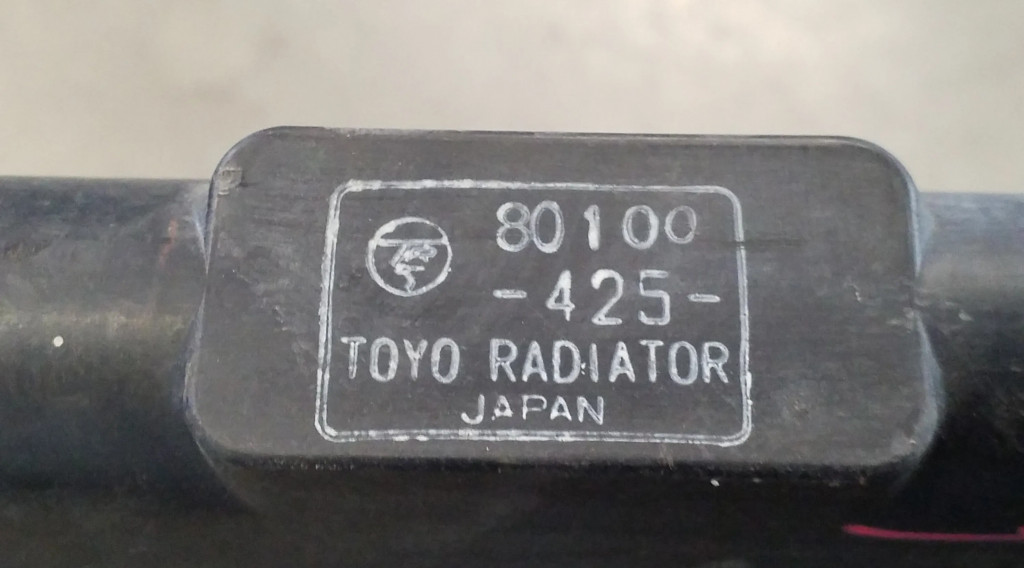 80100
-425-
TOYO RADIATOR
JAPAN